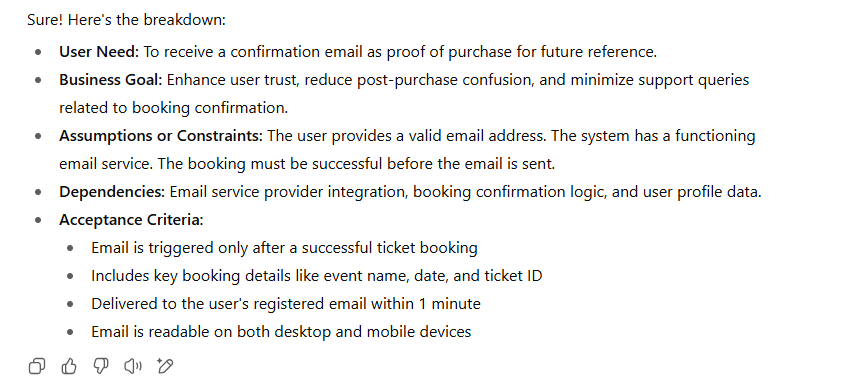 Sure! Here's the breakdown:
User Need: To receive a confirmation email as proof of purchase for future reference.
Business Goal: Enhance user trust, reduce post-purchase confusion, and minimize support queries
related to booking confirmation.
Assumptions or Constraints: The user provides a valid email address. The system has a functioning
email service. The booking must be successful before the email is sent.
Dependencies: Email service provider integration, booking confirmation logic, and user profile data.
Acceptance Criteria:
Email is triggered only after a successful ticket booking
Includes key booking details like event name, date, and ticket ID
Delivered to the user's registered email within 1 minute
Email is readable on both desktop and mobile devices